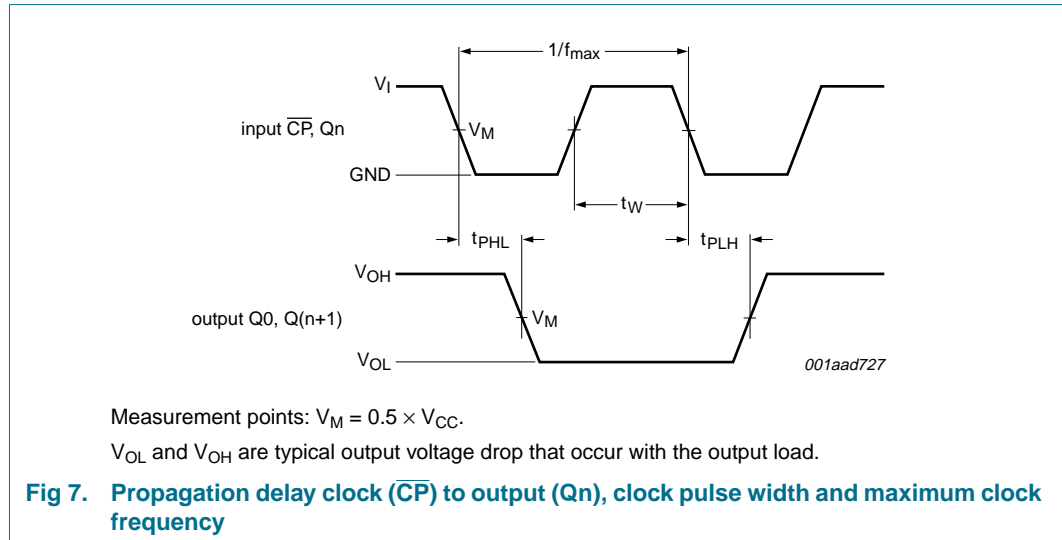 1/fmax
VI
input C̅P̅, Qn
VM
GND
tW
tPHL
tPLH
VOH
output Q0, Q(n+1)
VM
VOL
001aad727
Measurement points: VM = 0.5 × VCC.
VOL and VOH are typical output voltage drop that occur with the output load.
Fig 7. Propagation delay clock (C̅P̅) to output (Qn), clock pulse width and maximum clock
frequency